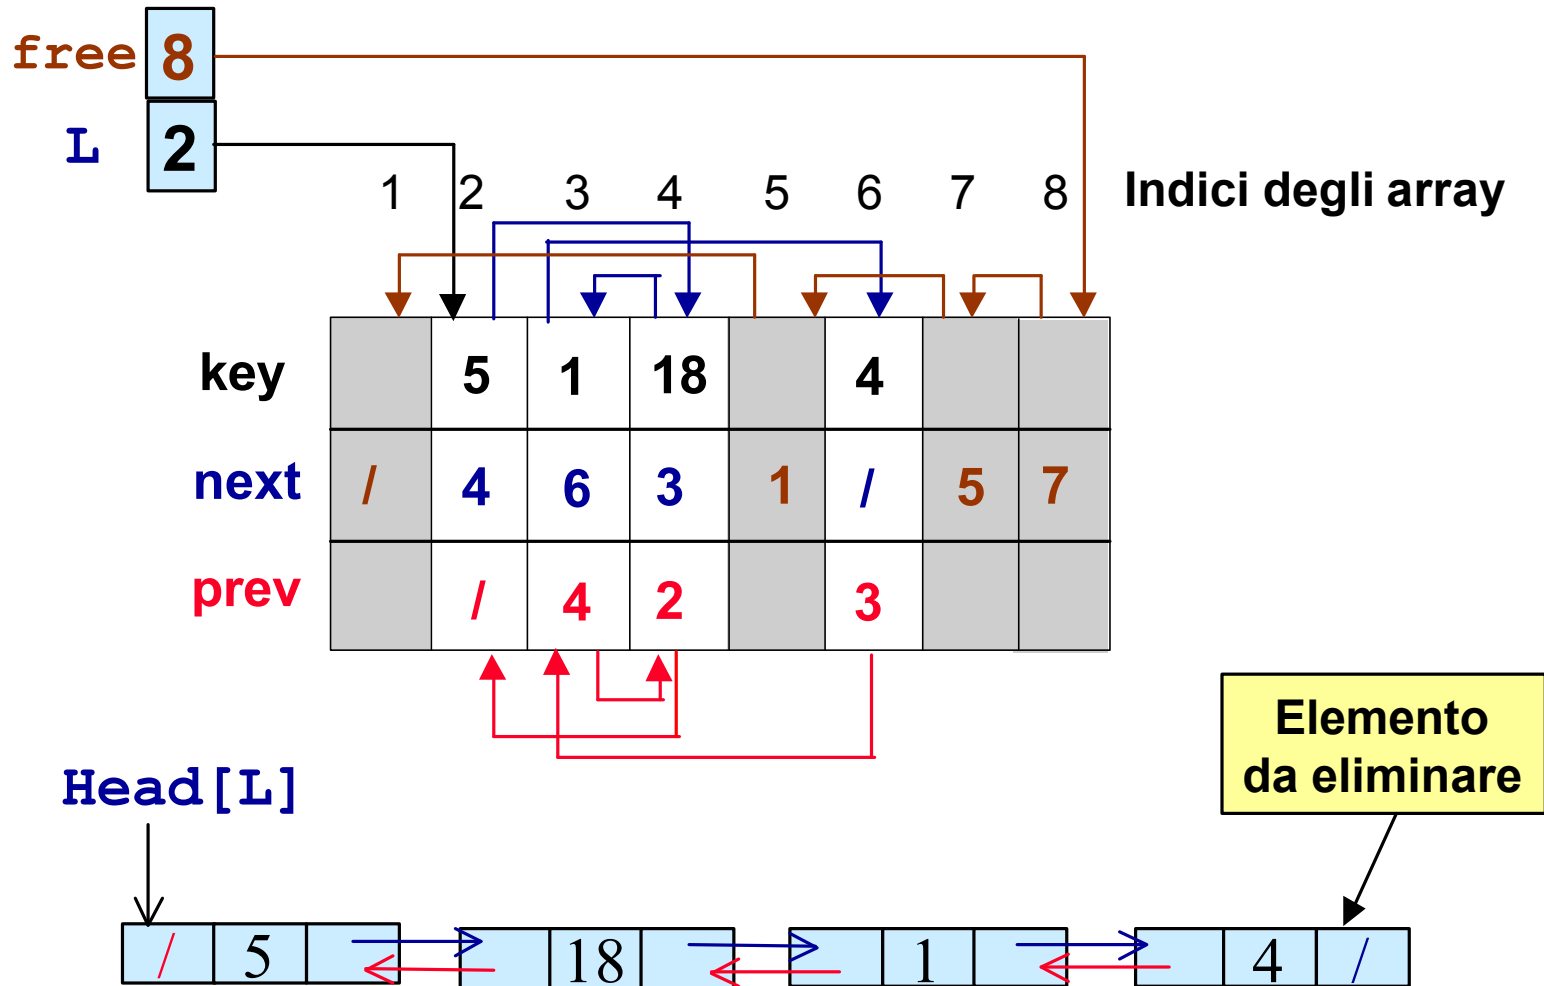 free 8
L 2
1 2 3 4 5 6 7 8 Indici degli array
key 5 1 18 4
next / 4 6 3 1 / 5 7
prev / 4 2 3
Elemento
da eliminare
Head[L]
/ 5 18 1 4 /